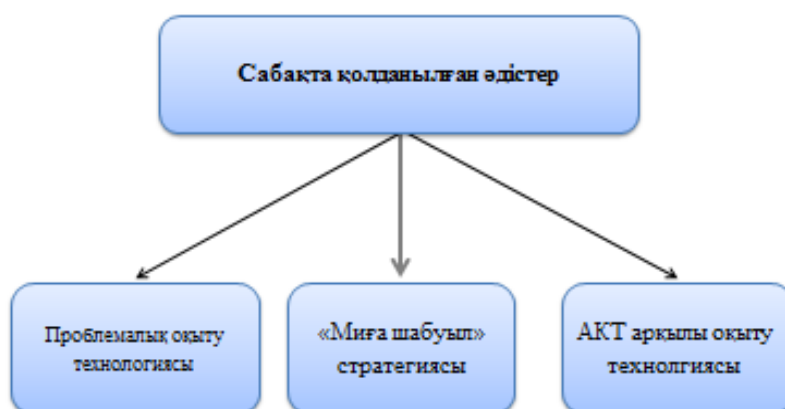 Сабақта қолданылған әдістер
Проблемалық оқыту
технологиясы
«Миға шабуыл»
стратегиясы
АКТ арқылы оқыту
технолгиясы